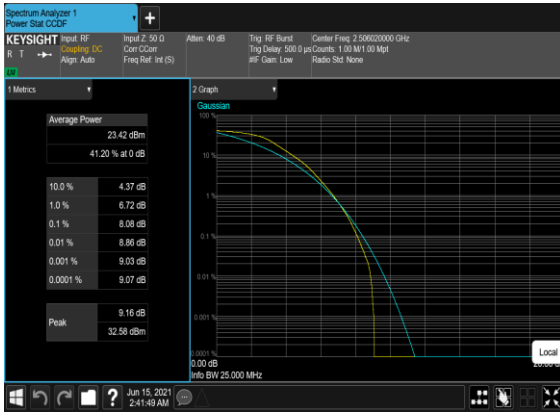 Spectrum Analyzer 1
Power Stat CCDF
KEYSIGHT
R T
Input: RF
Coupling: DC
Align: Auto
Input Z: 50 Ω
Corr CCorr
Freq Ref: Int (S)
Atten: 40 dB
Trig: RF Burst
Trig Delay: 500.0 µs
#IF Gain: Low
Center Freq: 2.506020000 GHz
Counts: 1.00 M/1.00 Mpt
Radio Std: None
1 Metrics
Average Power
23.42 dBm
41.20 % at 0 dB
10.0 % 4.37 dB
1.0 % 6.72 dB
0.1 % 8.08 dB
0.01 % 8.86 dB
0.001 % 9.03 dB
0.0001 % 9.07 dB
Peak
9.16 dB
32.58 dBm
2 Graph
Gaussian
100 %
10 %
1 %
0.1 %
0.01 %
0.001 %
0.0001 %
0.00 dB
Info BW 25.000 MHz
Local
?
Jun 15, 2021
2:41:49 AM